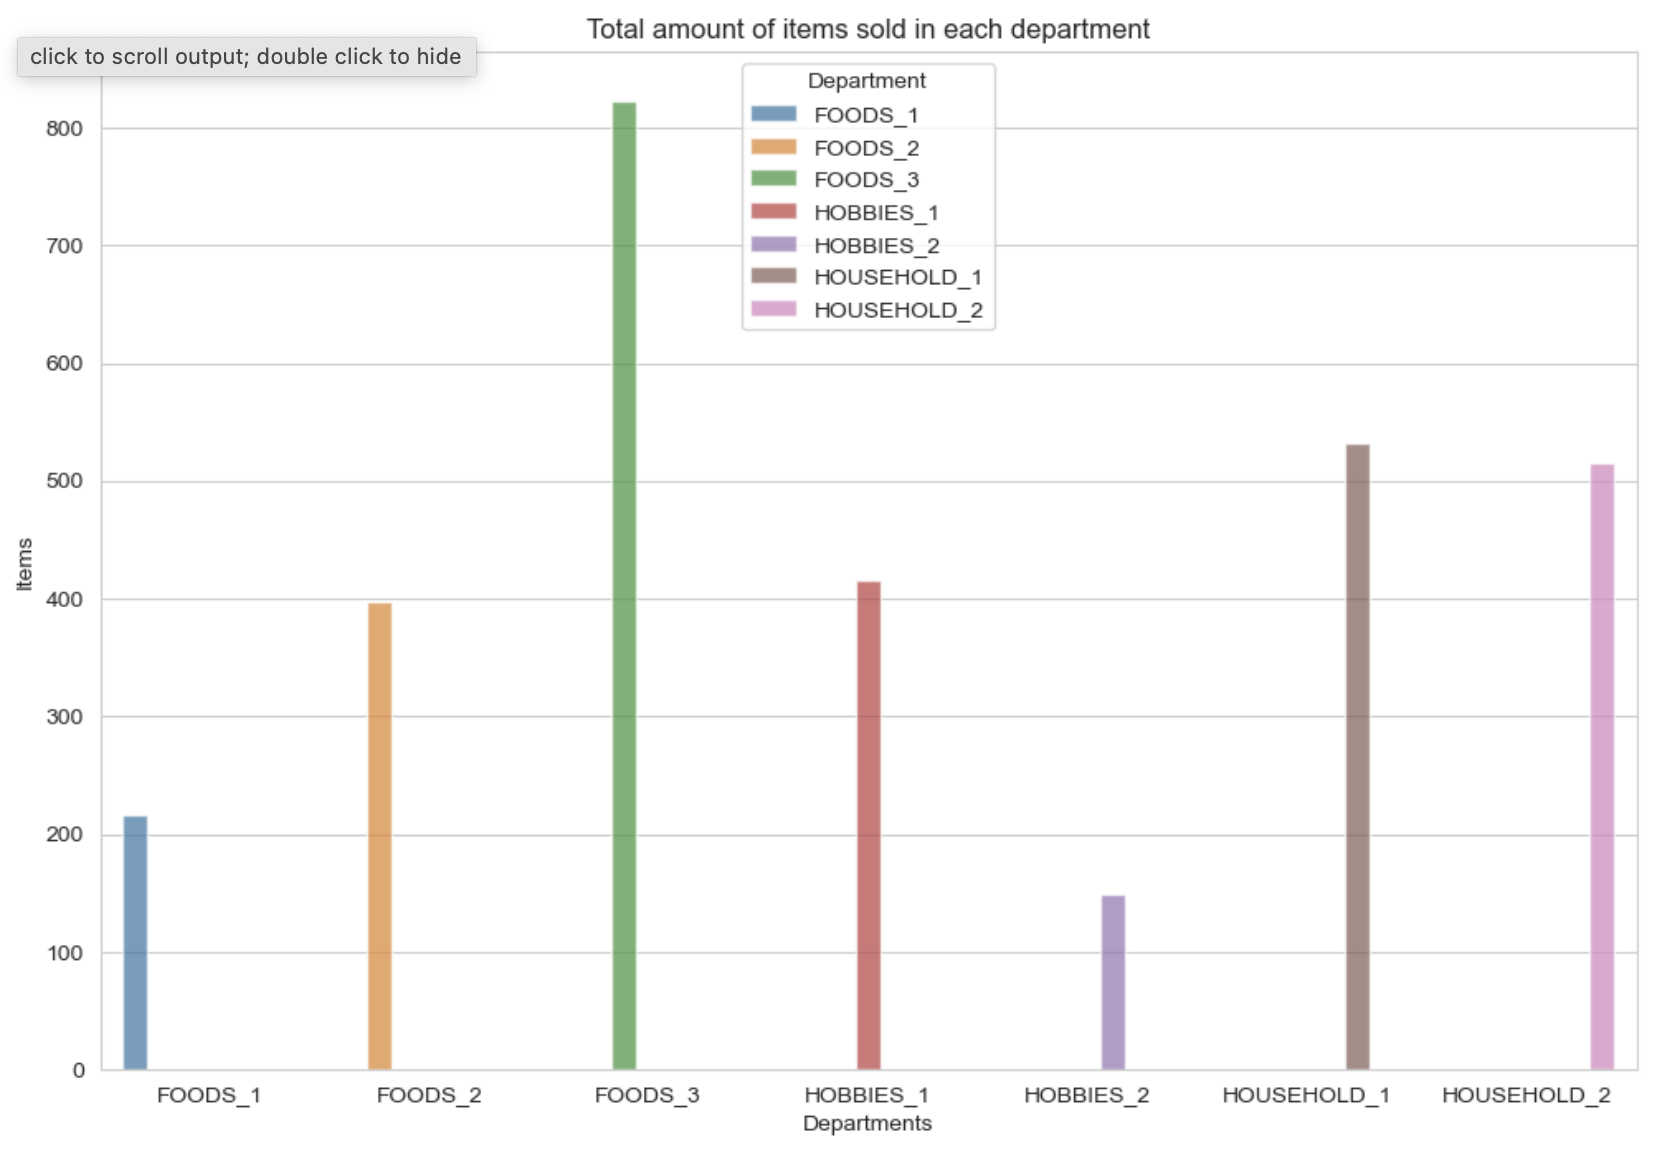 Total amount of items sold in each department
click to scroll output; double click to hide
Department
FOODS_1
FOODS_2
FOODS_3
HOBBIES_1
HOBBIES_2
HOUSEHOLD_1
HOUSEHOLD_2
800
700
600
500
400
300
200
100
0
Items
FOODS_1 FOODS_2 FOODS_3 HOBBIES_1 HOBBIES_2 HOUSEHOLD_1 HOUSEHOLD_2
Departments